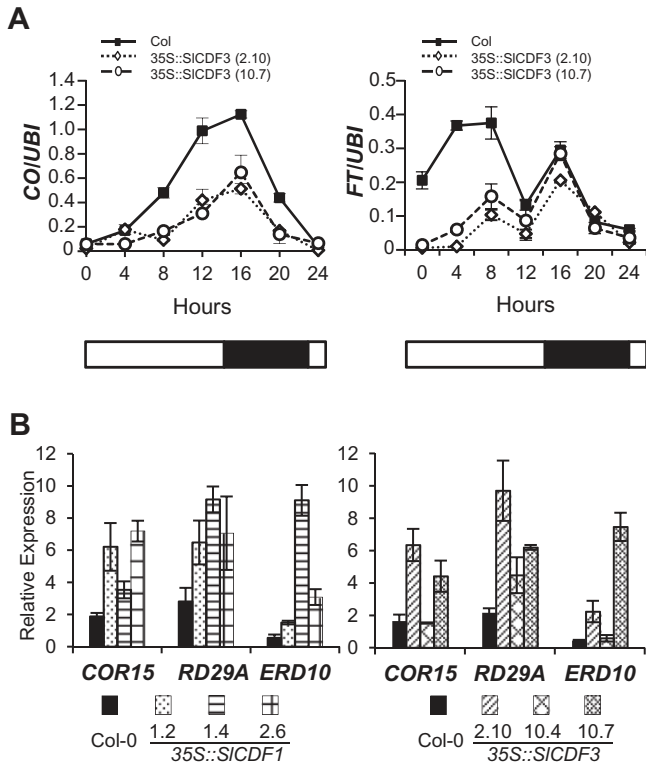 A
Col
35S::SlCDF3 (2.10)
35S::SlCDF3 (10.7)
CO/UBI
1.4
1.2
1.0
0.8
0.6
0.4
0.2
0
0 4 8 12 16 20 24
Hours
Col
35S::SlCDF3 (2.10)
35S::SlCDF3 (10.7)
FT/UBI
0.5
0.4
0.3
0.2
0.1
0
0 4 8 12 16 20 24
Hours
B
Relative Expression
12
10
8
6
4
2
0
COR15 RD29A ERD10
Col-0 1.2 1.4 2.6
35S::SlCDF1
12
10
8
6
4
2
0
COR15 RD29A ERD10
Col-0 2.10 10.4 10.7
35S::SlCDF3